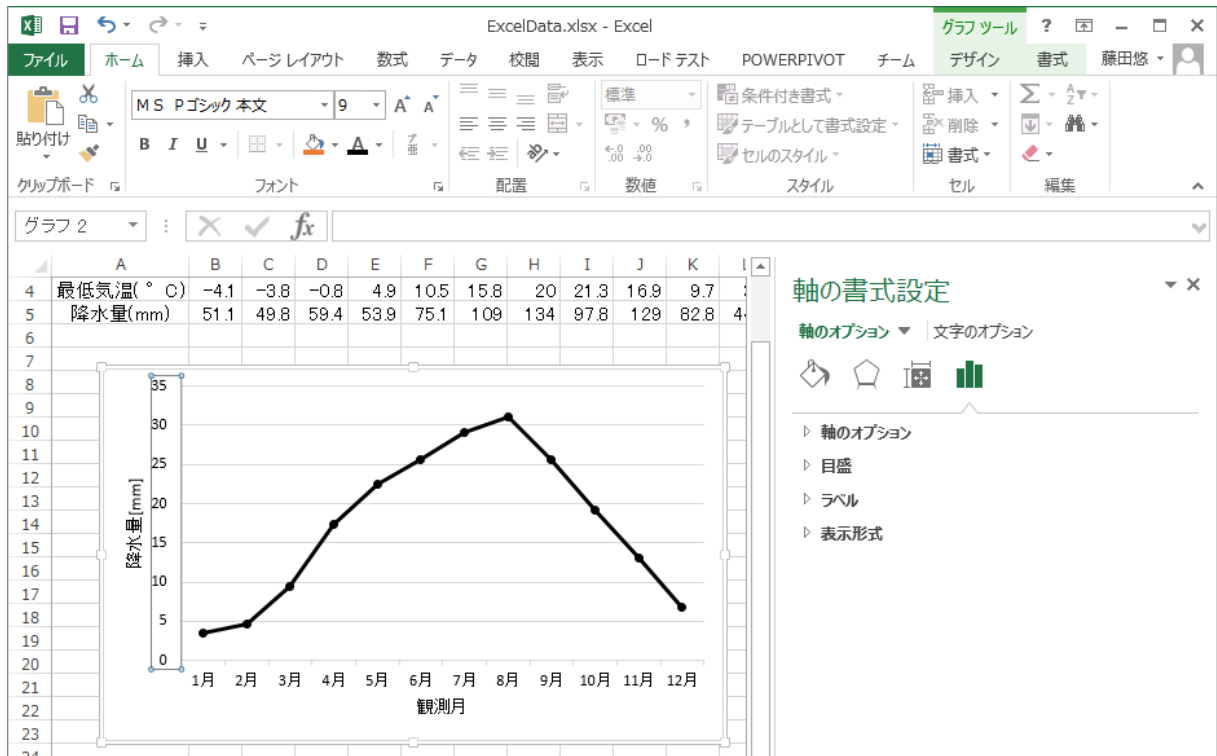 ExcelData.xlsx - Excel
グラフ ツール
?
ファイル ホーム 挿入 ページ レイアウト 数式 データ 校閲 表示 ロード テスト POWERPIVOT チーム デザイン 書式 藤田悠
貼り付け
MS Pゴシック 本文 9 A A
B I U A 亜
標準
% ,
条件付き書式
テーブルとして書式設定
セルのスタイル
挿入
削除
書式
Σ
クリップボード フォント 配置 数値 スタイル セル 編集
グラフ 2 fx
A B C D E F G H I J K L
4 最低気温(°C) -4.1 -3.8 -0.8 4.9 10.5 15.8 20 21.3 16.9 9.7
5 降水量(mm) 51.1 49.8 59.4 53.9 75.1 109 134 97.8 129 82.8
6
7
8
9
10
11
12
13
14
15
16
17
18
19
20
21
22
23
24
35
30
25
20
15
10
5
0
降水量[mm]
1月 2月 3月 4月 5月 6月 7月 8月 9月 10月 11月 12月
観測月
軸の書式設定
軸のオプション 文字のオプション
軸のオプション
目盛
ラベル
表示形式